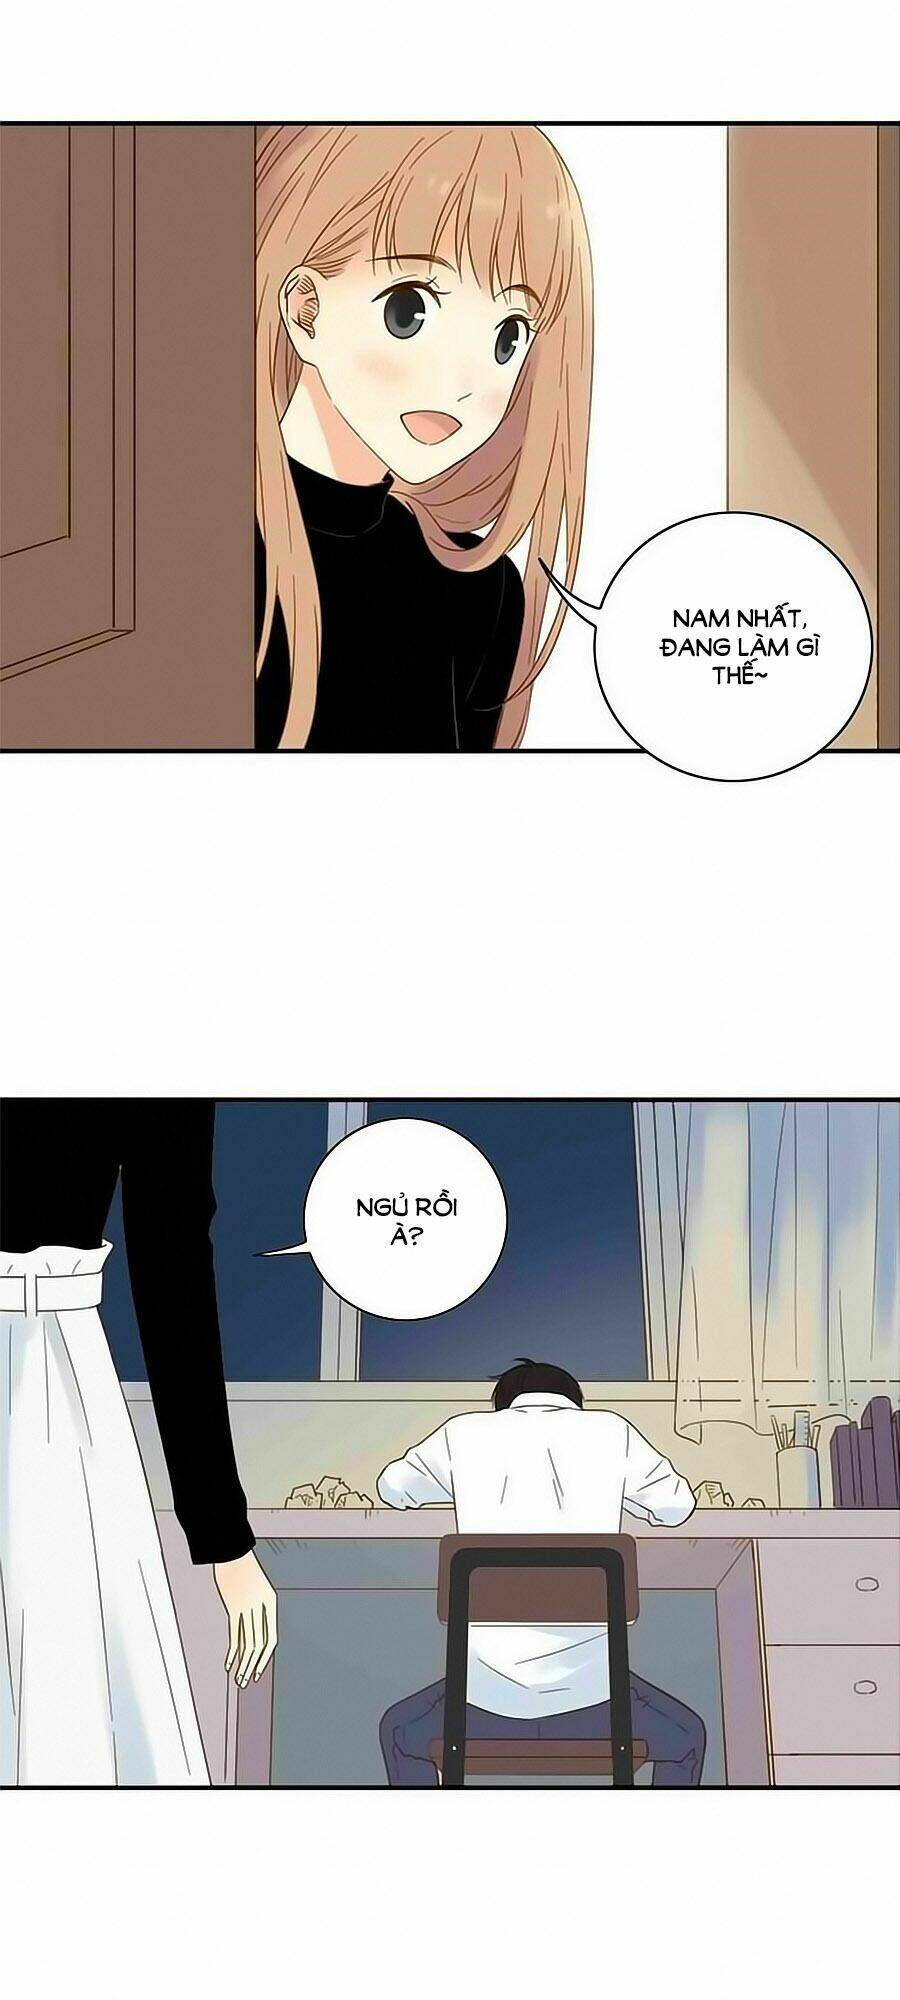 NAM NHẤT,
ĐANG LÀM GÌ
THẾ~
NGỦ RỒI
À?